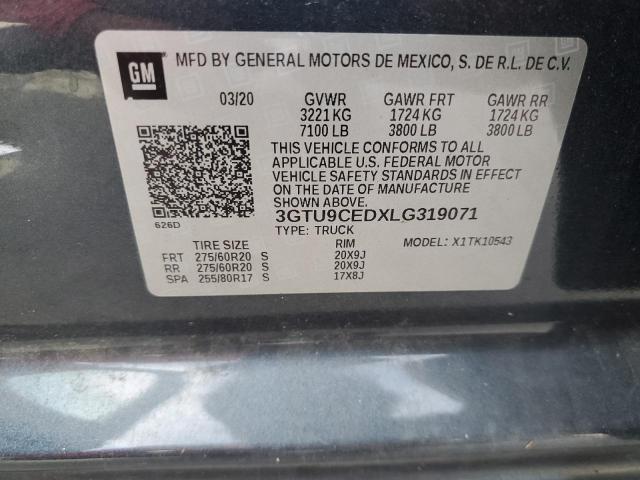 GM
MFD BY GENERAL MOTORS DE MEXICO, S. DE R.L. DE C.V.
03/20 GVWR GAWR FRT GAWR RR
3221 KG 1724 KG 1724 KG
7100 LB 3800 LB 3800 LB
THIS VEHICLE CONFORMS TO ALL
APPLICABLE U.S. FEDERAL MOTOR
VEHICLE SAFETY STANDARDS IN EFFECT
ON THE DATE OF MANUFACTURE
SHOWN ABOVE.
3GTU9CEDXLG319071
626D
TYPE: TRUCK MODEL: X1TK10543
TIRE SIZE RIM
FRT 275/60R20 S 20X9J
RR 275/60R20 S 20X9J
SPA 255/80R17 S 17X8J